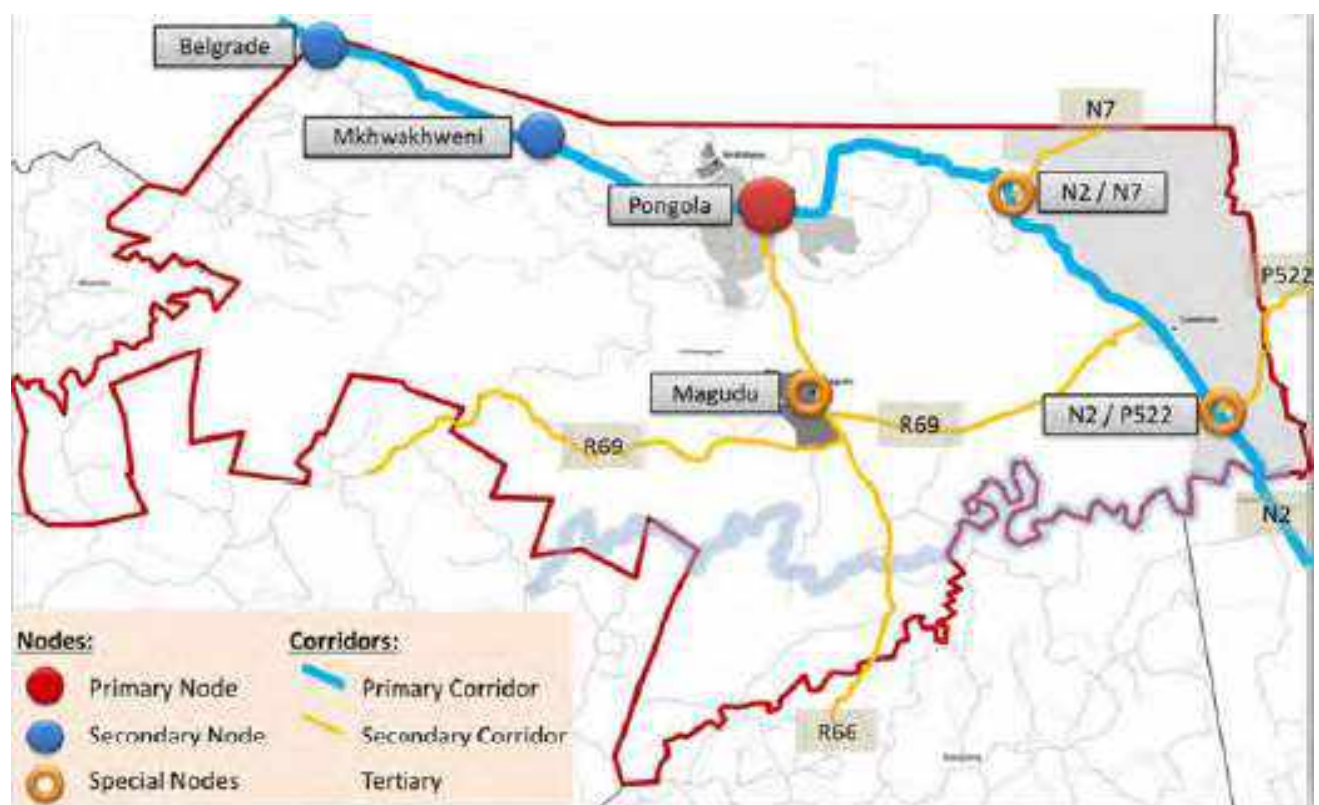 Belgrade
N7
Mkhwakhweni
Pongola
N2 / N7
P522
Magudu
R69
N2 / P522
R69
N2
R66
Nodes:
Primary Node
Secondary Node
Special Nodes
Corridors:
Primary Corridor
Secondary Corridor
Tertiary